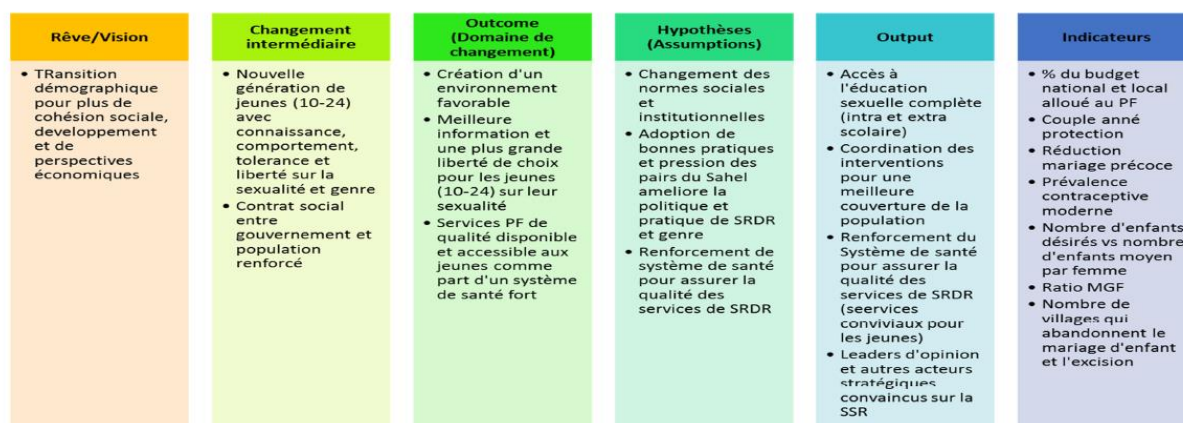 Rêve/Vision
• TRansition
démographique
pour plus de
cohésion sociale,
developpement
et de
perspectives
économiques
Changement
intermédiaire
• Nouvelle
génération de
jeunes (10-24)
avec
connaissance,
comportement,
tolerance et
liberté sur la
sexualité et genre
• Contrat social
entre
gouvernement et
population
renforcé
Outcome
(Domaine de
changement)
• Création d'un
environnement
favorable
• Meilleure
information et
une plus grande
liberté de choix
pour les jeunes
(10-24) sur leur
sexualité
• Services PF de
qualité disponible
et accessible aux
jeunes comme
part d'un système
de santé fort
Hypothèses
(Assumptions)
• Changement des
normes sociales
et
institutionnelles
• Adoption de
bonnes pratiques
et pression des
pairs du Sahel
ameliore la
politique et
pratique de SRDR
et genre
• Renforcement de
système de santé
pour assurer la
qualité des
services de SRDR
Output
• Accès à
l'éducation
sexuelle complète
(intra et extra
scolaire)
• Coordination des
interventions
pour une
meilleure
couverture de la
population
• Renforcement du
Système de santé
pour assurer la
qualité des
services de SRDR
(seervices
conviviaux pour
les jeunes)
• Leaders d'opinion
et autres acteurs
stratégiques
convaincus sur la
SSR
Indicateurs
• % du budget
national et local
alloué au PF
• Couple anné
protection
• Réduction
mariage précoce
• Prévalence
contraceptive
moderne
• Nombre d'enfants
désirés vs nombre
d'enfants moyen
par femme
• Ratio MGF
• Nombre de
villages qui
abandonnent le
mariage d'enfant
et l'excision